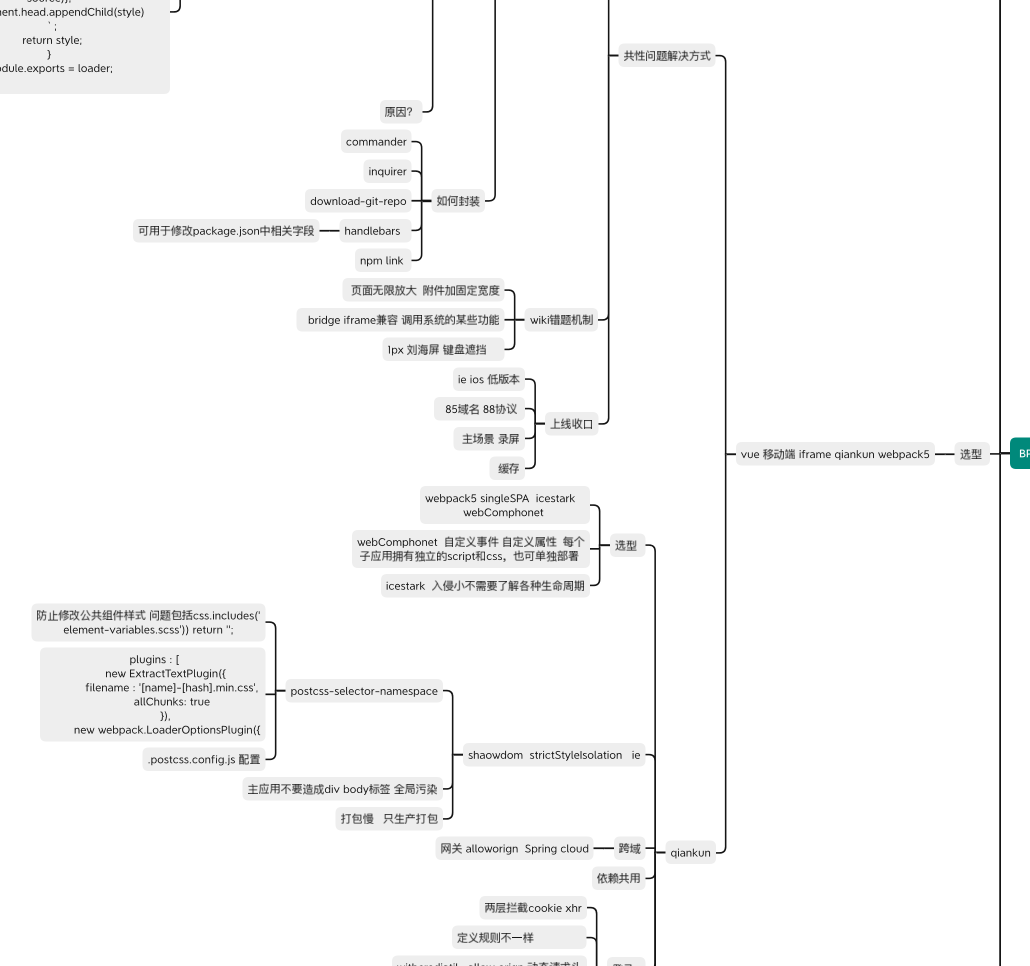 ment.head.appendChild(style)
` ;
return style;
}
dule.exports = loader;
共性问题解决方式
原因?
commander
inquirer
download-git-repo
如何封装
可用于修改package.json中相关字段
handlebars
npm link
页面无限放大 附件加固定宽度
bridge iframe兼容 调用系统的某些功能
wiki错题机制
1px 刘海屏 键盘遮挡
ie ios 低版本
85域名 88协议
上线收口
主场景 录屏
缓存
vue 移动端 iframe qiankun webpack5
选型
BP
webpack5 singleSPA icestark
webComphonet
webComphonet 自定义事件 自定义属性 每个
子应用拥有独立的script和css，也可单独部署
选型
icestark 入侵小不需要了解各种生命周期
防止修改公共组件样式 问题包括css.includes('
element-variables.scss')) return '';
plugins : [
new ExtractTextPlugin({
filename : '[name]-[hash].min.css',
allChunks: true
}),
new webpack.LoaderOptionsPlugin({
postcss-selector-namespace
.postcss.config.js 配置
shaowdom strictStyleIsolation ie
主应用不要造成div body标签 全局污染
打包慢 只生产打包
网关 alloworign Spring cloud
跨域
qiankun
依赖共用
两层拦截cookie xhr
定义规则不一样